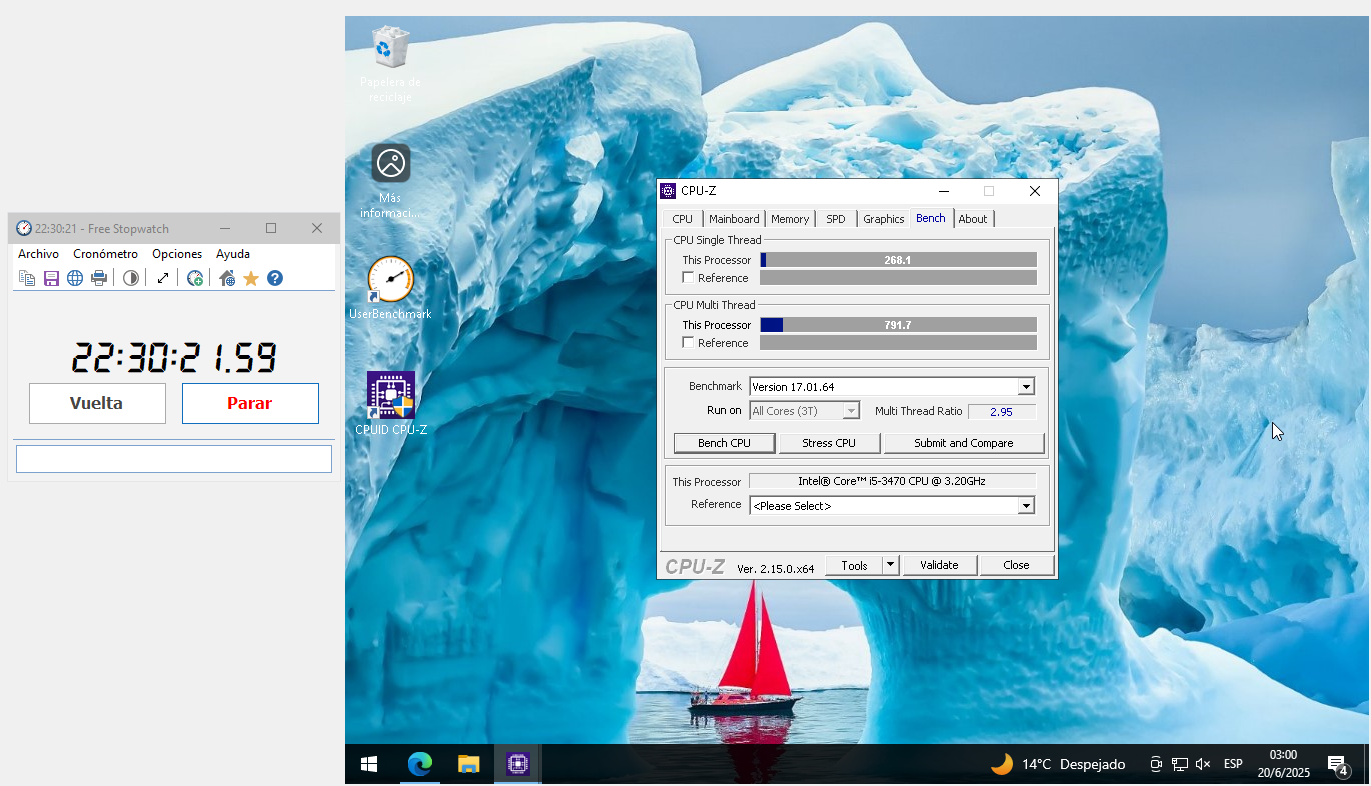 22:30:21 - Free Stopwatch
Archivo Cronómetro Opciones Ayuda
22:30:21.59
Vuelta
Parar
Papelera de
reciclaje
Más
informaci...
UserBenchmark
CPUID CPU-Z
CPU-Z
CPU Mainboard Memory SPD Graphics Bench About
CPU Single Thread
This Processor 268.1
Reference
CPU Multi Thread
This Processor 791.7
Reference
Benchmark Version 17.01.64
Run on All Cores (3T) Multi Thread Ratio 2.95
Bench CPU Stress CPU Submit and Compare
This Processor Intel® Core™ i5-3470 CPU @ 3.20GHz
Reference <Please Select>
CPU-Z Ver. 2.15.0.x64 Tools Validate Close
14°C Despejado
ESP
03:00
20/6/2025
4